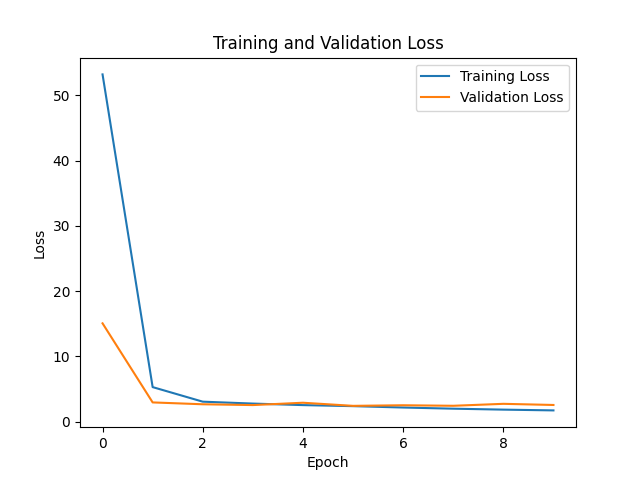 Training and Validation Loss
Training Loss
Validation Loss
50
40
30
20
10
0
Loss
0 2 4 6 8
Epoch